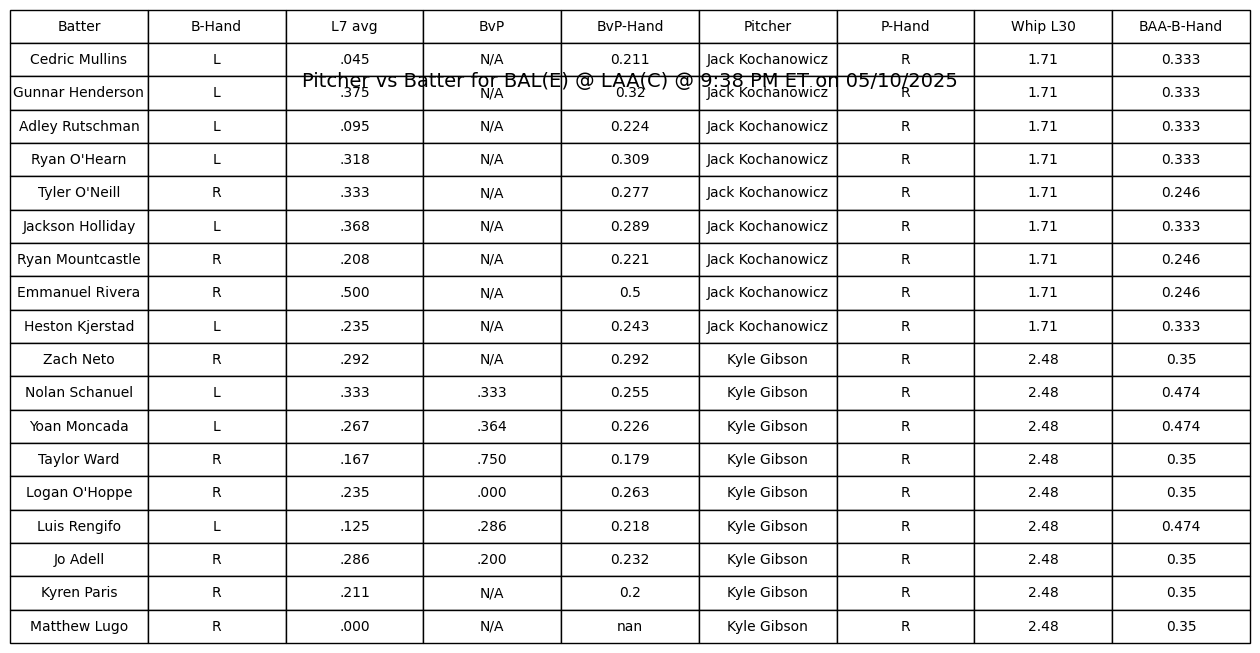 Batter B-Hand L7 avg BvP BvP-Hand Pitcher P-Hand Whip L30 BAA-B-Hand
Cedric Mullins L .045 N/A 0.211 Jack Kochanowicz R 1.71 0.333
Pitcher vs Batter for BAL(E) @ LAA(C) @ 9:38 PM ET on 05/10/2025
Gunnar Henderson L .375 N/A 0.32 Jack Kochanowicz R 1.71 0.333
Adley Rutschman L .095 N/A 0.224 Jack Kochanowicz R 1.71 0.333
Ryan O'Hearn L .318 N/A 0.309 Jack Kochanowicz R 1.71 0.333
Tyler O'Neill R .333 N/A 0.277 Jack Kochanowicz R 1.71 0.246
Jackson Holliday L .368 N/A 0.289 Jack Kochanowicz R 1.71 0.333
Ryan Mountcastle R .208 N/A 0.221 Jack Kochanowicz R 1.71 0.246
Emmanuel Rivera R .500 N/A 0.5 Jack Kochanowicz R 1.71 0.246
Heston Kjerstad L .235 N/A 0.243 Jack Kochanowicz R 1.71 0.333
Zach Neto R .292 N/A 0.292 Kyle Gibson R 2.48 0.35
Nolan Schanuel L .333 .333 0.255 Kyle Gibson R 2.48 0.474
Yoan Moncada L .267 .364 0.226 Kyle Gibson R 2.48 0.474
Taylor Ward R .167 .750 0.179 Kyle Gibson R 2.48 0.35
Logan O'Hoppe R .235 .000 0.263 Kyle Gibson R 2.48 0.35
Luis Rengifo L .125 .286 0.218 Kyle Gibson R 2.48 0.474
Jo Adell R .286 .200 0.232 Kyle Gibson R 2.48 0.35
Kyren Paris R .211 N/A 0.2 Kyle Gibson R 2.48 0.35
Matthew Lugo R .000 N/A nan Kyle Gibson R 2.48 0.35